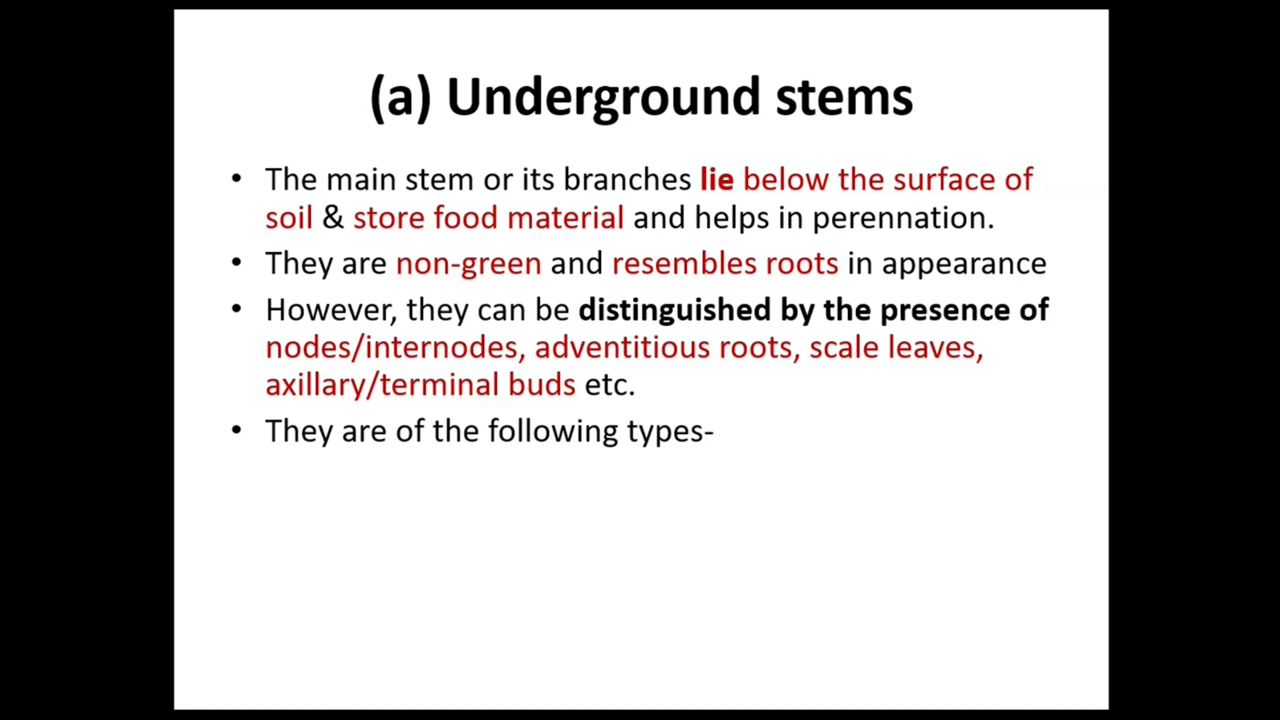 (a) Underground stems
• The main stem or its branches lie below the surface of
soil & store food material and helps in perennation.
• They are non-green and resembles roots in appearance
• However, they can be distinguished by the presence of
nodes/internodes, adventitious roots, scale leaves,
axillary/terminal buds etc.
• They are of the following types-